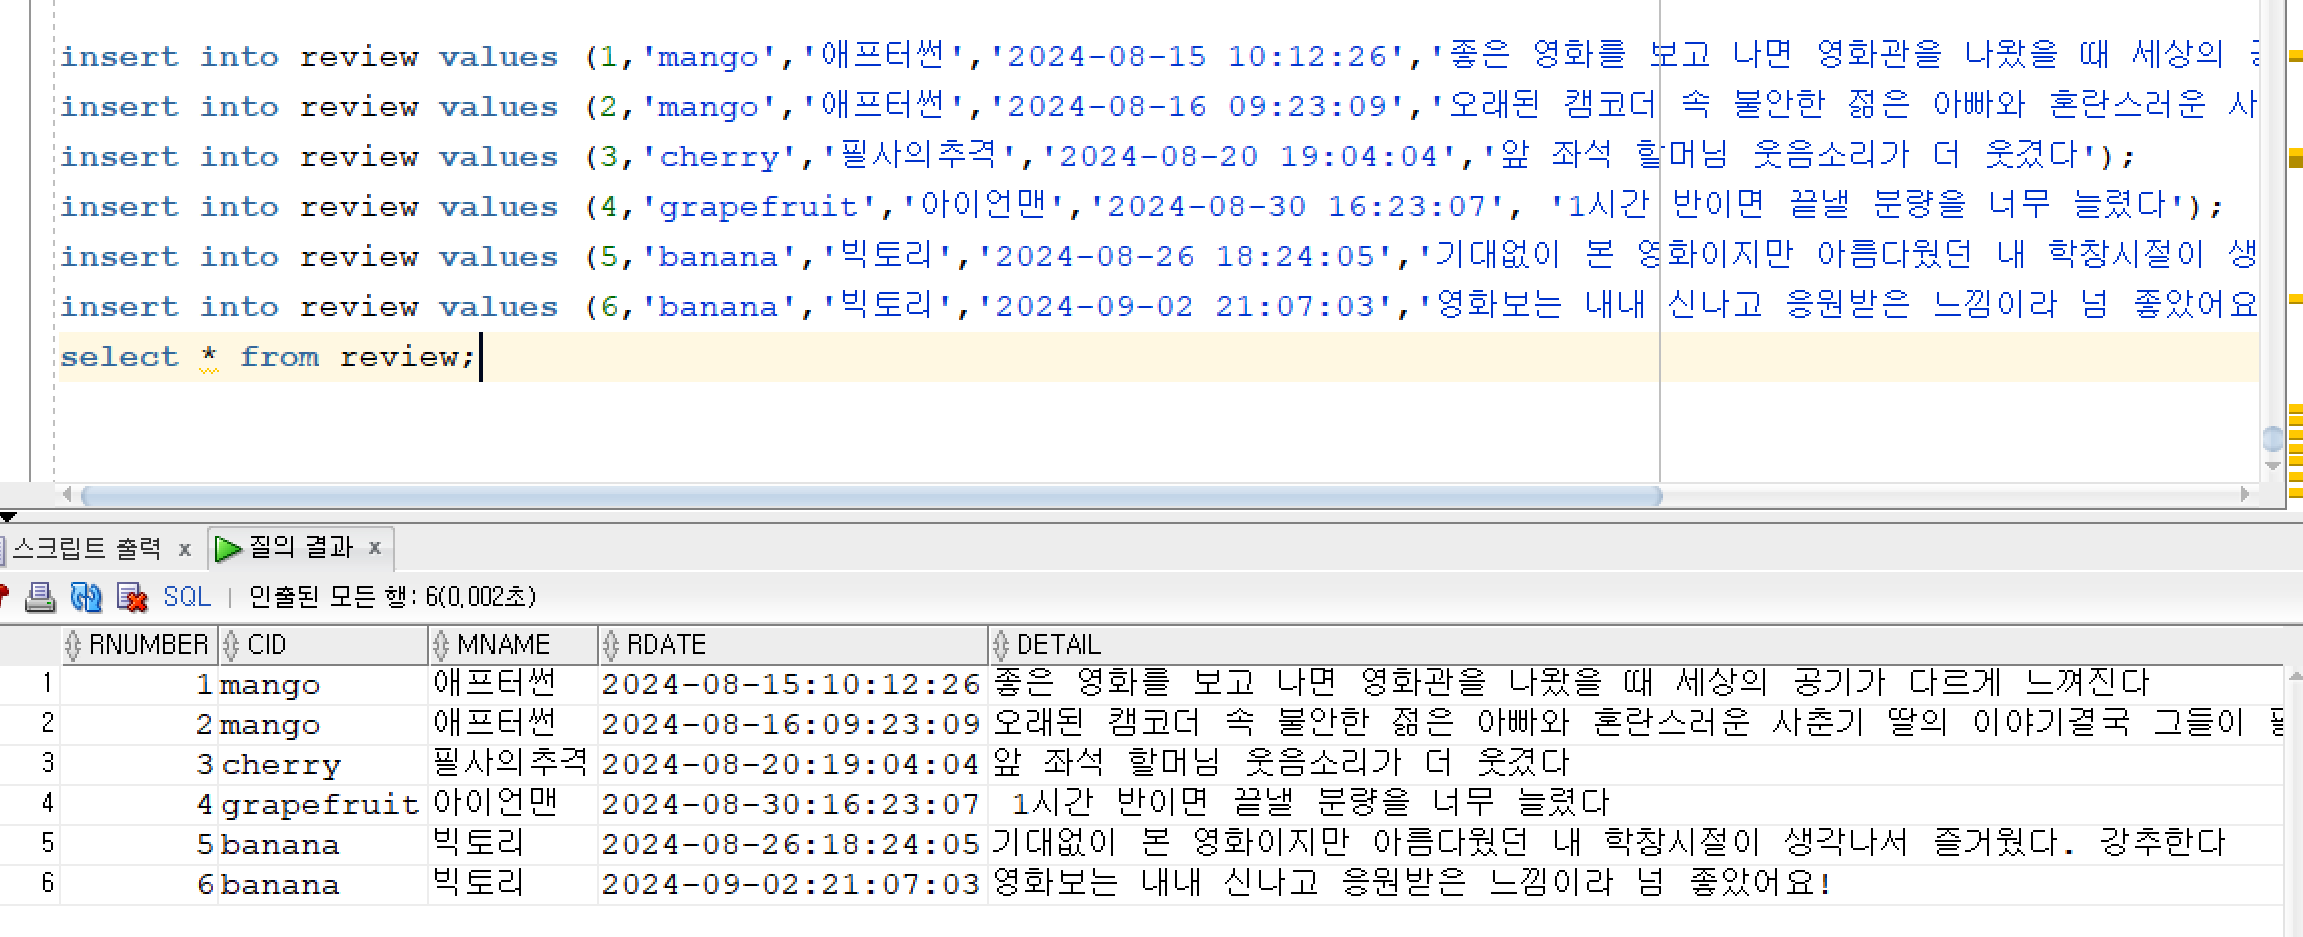 insert into review values (1,'mango','애프터썬','2024-08-15 10:12:26','좋은 영화를 보고 나면 영화관을 나왔을 때 세상의
insert into review values (2,'mango','애프터썬','2024-08-16 09:23:09','오래된 캠코더 속 불안한 젊은 아빠와 혼란스러운 사
insert into review values (3,'cherry','필사의추격','2024-08-20 19:04:04','앞 좌석 할머님 웃음소리가 더 웃겼다');
insert into review values (4,'grapefruit','아이언맨','2024-08-30 16:23:07', '1시간 반이면 끝낼 분량을 너무 늘렸다');
insert into review values (5,'banana','빅토리','2024-08-26 18:24:05','기대없이 본 영화이지만 아름다웠던 내 학창시절이 생
insert into review values (6,'banana','빅토리','2024-09-02 21:07:03','영화보는 내내 신나고 응원받은 느낌이라 넘 좋았어요
select * from review;
스크립트 출력 x 질의 결과 x
SQL | 인출된 모든 행: 6(0,002초)
RNUMBER CID MNAME RDATE DETAIL
1 1 mango 애프터썬 2024-08-15:10:12:26 좋은 영화를 보고 나면 영화관을 나왔을 때 세상의 공기가 다르게 느껴진다
2 2 mango 애프터썬 2024-08-16:09:23:09 오래된 캠코더 속 불안한 젊은 아빠와 혼란스러운 사춘기 딸의 이야기결국 그들이
3 3 cherry 필사의추격 2024-08-20:19:04:04 앞 좌석 할머님 웃음소리가 더 웃겼다
4 4 grapefruit 아이언맨 2024-08-30:16:23:07 1시간 반이면 끝낼 분량을 너무 늘렸다
5 5 banana 빅토리 2024-08-26:18:24:05 기대없이 본 영화이지만 아름다웠던 내 학창시절이 생각나서 즐거웠다. 강추한다
6 6 banana 빅토리 2024-09-02:21:07:03 영화보는 내내 신나고 응원받은 느낌이라 넘 좋았어요!